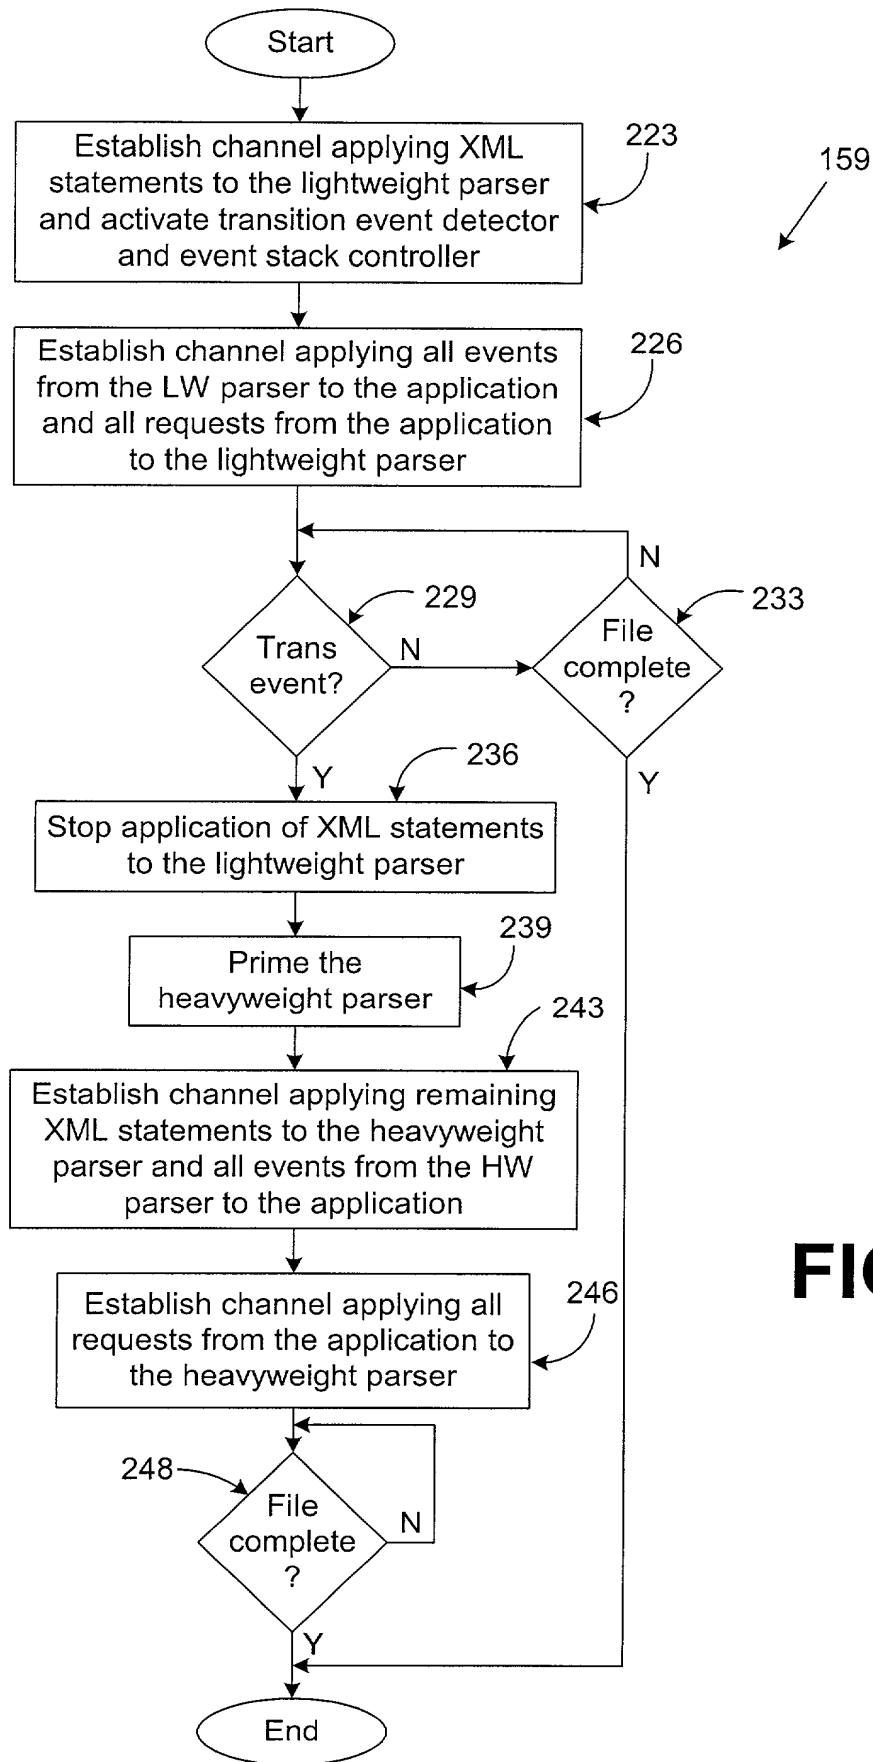 Start
Establish channel applying XML
statements to the lightweight parser
and activate transition event detector
and event stack controller
223
159
Establish channel applying all events
from the LW parser to the application
and all requests from the application
to the lightweight parser
226
N
229
233
Trans
event?
N
File
complete
?
Y
236
Y
Stop application of XML statements
to the lightweight parser
239
Prime the
heavyweight parser
243
Establish channel applying remaining
XML statements to the heavyweight
parser and all events from the HW
parser to the application
Establish channel applying all
requests from the application to
the heavyweight parser
246
248
File
complete
?
N
Y
End